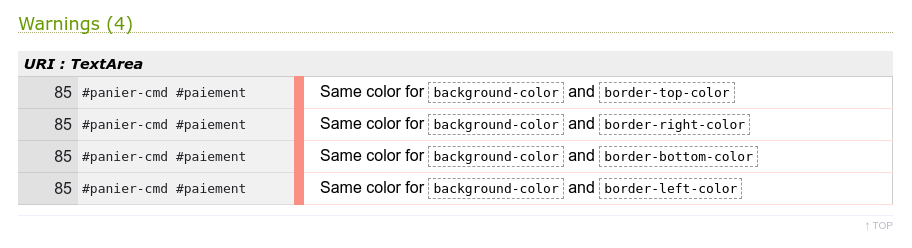 Warnings (4)
URI : TextArea
85 #panier-cmd #paiement Same color for background-color and border-top-color
85 #panier-cmd #paiement Same color for background-color and border-right-color
85 #panier-cmd #paiement Same color for background-color and border-bottom-color
85 #panier-cmd #paiement Same color for background-color and border-left-color
↑ TOP